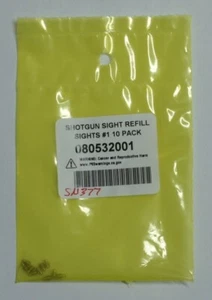 SHOTGUN SIGHT REFILL
SIGHTS #1 10 PACK
080532001
WARNING: Cancer and Reproductive Harm
www.P65warnings.ca.gov
SN377